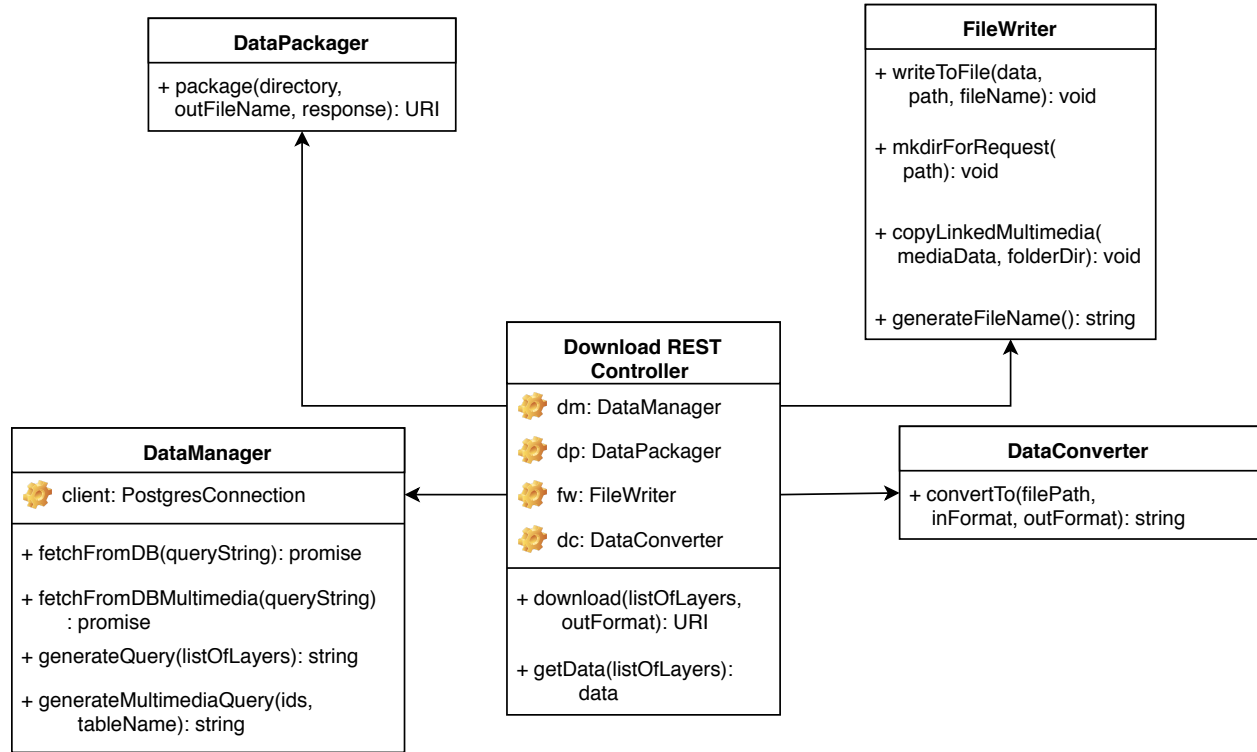 DataPackager
+ package(directory,
outFileName, response): URI
FileWriter
+ writeToFile(data,
path, fileName): void
+ mkdirForRequest(
path): void
+ copyLinkedMultimedia(
mediaData, folderDir): void
+ generateFileName(): string
Download REST
Controller
dm: DataManager
dp: DataPackager
fw: FileWriter
dc: DataConverter
+ download(listOfLayers,
outFormat): URI
+ getData(listOfLayers):
data
DataManager
client: PostgresConnection
+ fetchFromDB(queryString): promise
+ fetchFromDBMultimedia(queryString)
: promise
+ generateQuery(listOfLayers): string
+ generateMultimediaQuery(ids,
tableName): string
DataConverter
+ convertTo(filePath,
inFormat, outFormat): string